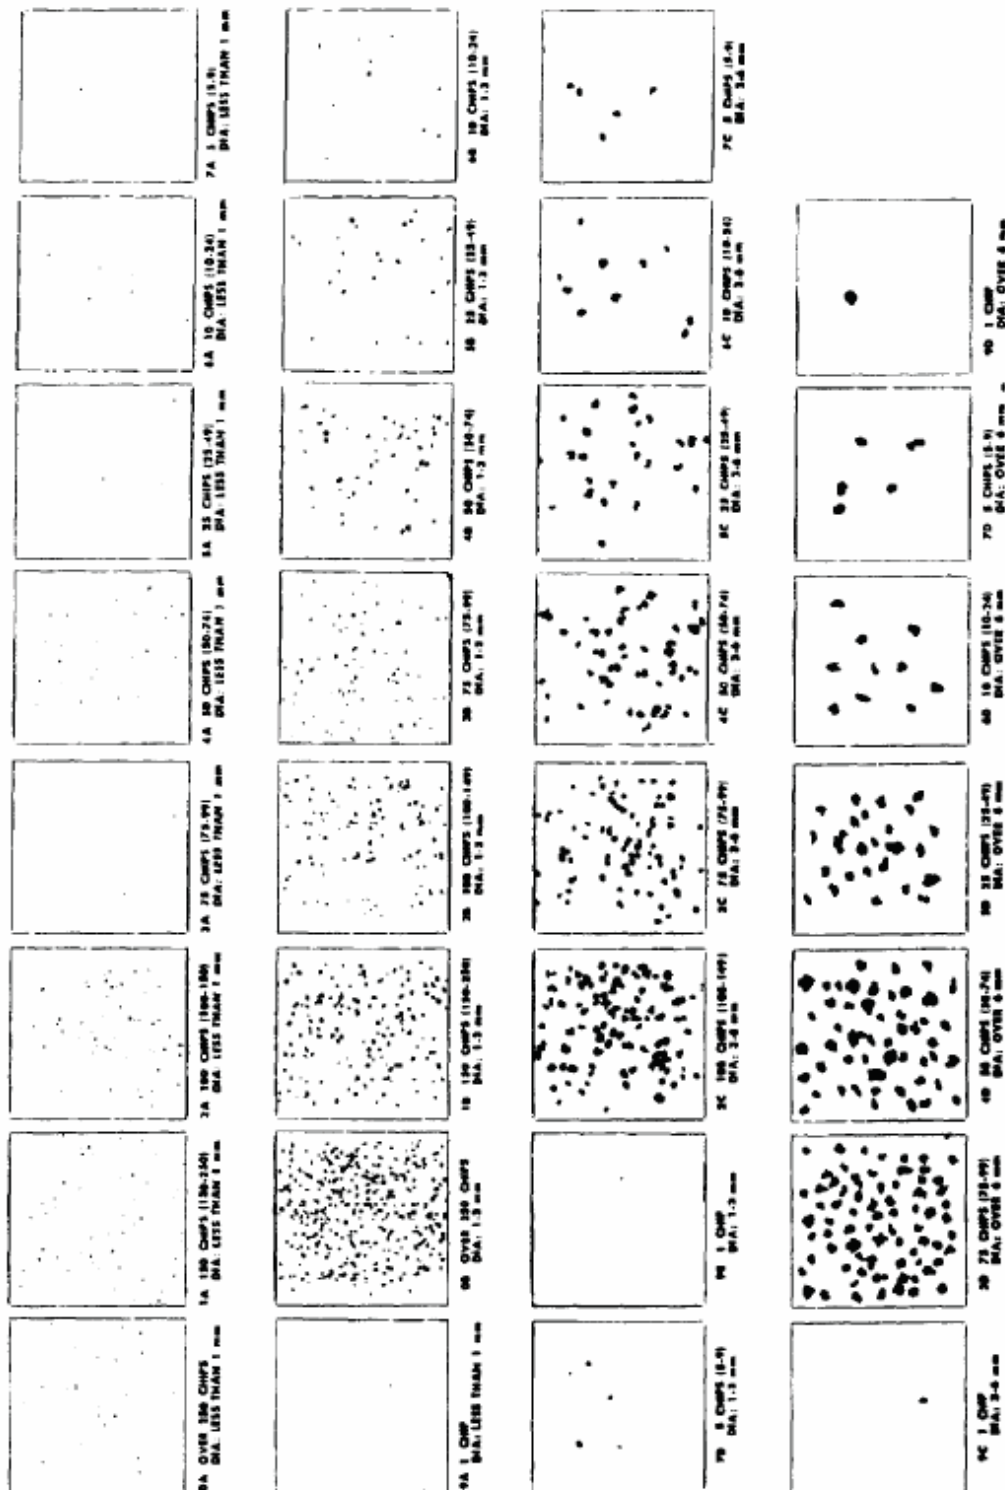 0A OVER 250 CHIPS
DIA: LESS THAN 1 mm
1A 150 CHIPS (150-250)
DIA: LESS THAN 1 mm
2A 100 CHIPS
DIA: LESS THAN 1 mm
3A 75 CHIPS (75-99)
DIA: LESS THAN 1 mm
4A 50 CHIPS (50-74)
DIA: LESS THAN 1 mm
5A 25 CHIPS (25-49)
DIA: LESS THAN 1 mm
6A 10 CHIPS (10-24)
DIA: LESS THAN 1 mm
7A 5 CHIPS (5-9)
DIA: LESS THAN 1 mm
9A 1 CHIP
DIA: LESS THAN 1 mm
0B OVER 250 CHIPS
DIA: 1-3 mm
1B 150 CHIPS (150-250)
DIA: 1-3 mm
2B 100 CHIPS (100-149)
DIA: 1-3 mm
3B 75 CHIPS (75-99)
DIA: 1-3 mm
4B 50 CHIPS (50-74)
DIA: 1-3 mm
5B 25 CHIPS (25-49)
DIA: 1-3 mm
6B 10 CHIPS (10-24)
DIA: 1-3 mm
7B 5 CHIPS (5-9)
DIA: 1-3 mm
9B 1 CHIP
DIA: 1-3 mm
2C 100 CHIPS (100-149)
DIA: 3-6 mm
3C 75 CHIPS (75-99)
DIA: 3-6 mm
4C 50 CHIPS (50-74)
DIA: 3-6 mm
5C 25 CHIPS (25-49)
DIA: 3-6 mm
6C 10 CHIPS (10-24)
DIA: 3-6 mm
7C 5 CHIPS (5-9)
DIA: 3-6 mm
9C 1 CHIP
DIA: 3-6 mm
3D 75 CHIPS (75-99)
DIA: OVER 6 mm
4D 50 CHIPS (50-74)
DIA: OVER 6 mm
5D 25 CHIPS (25-49)
DIA: OVER 6 mm
6D 10 CHIPS (10-24)
DIA: OVER 6 mm
7D 5 CHIPS (5-9)
DIA: OVER 6 mm
9D 1 CHIP
DIA: OVER 6 mm